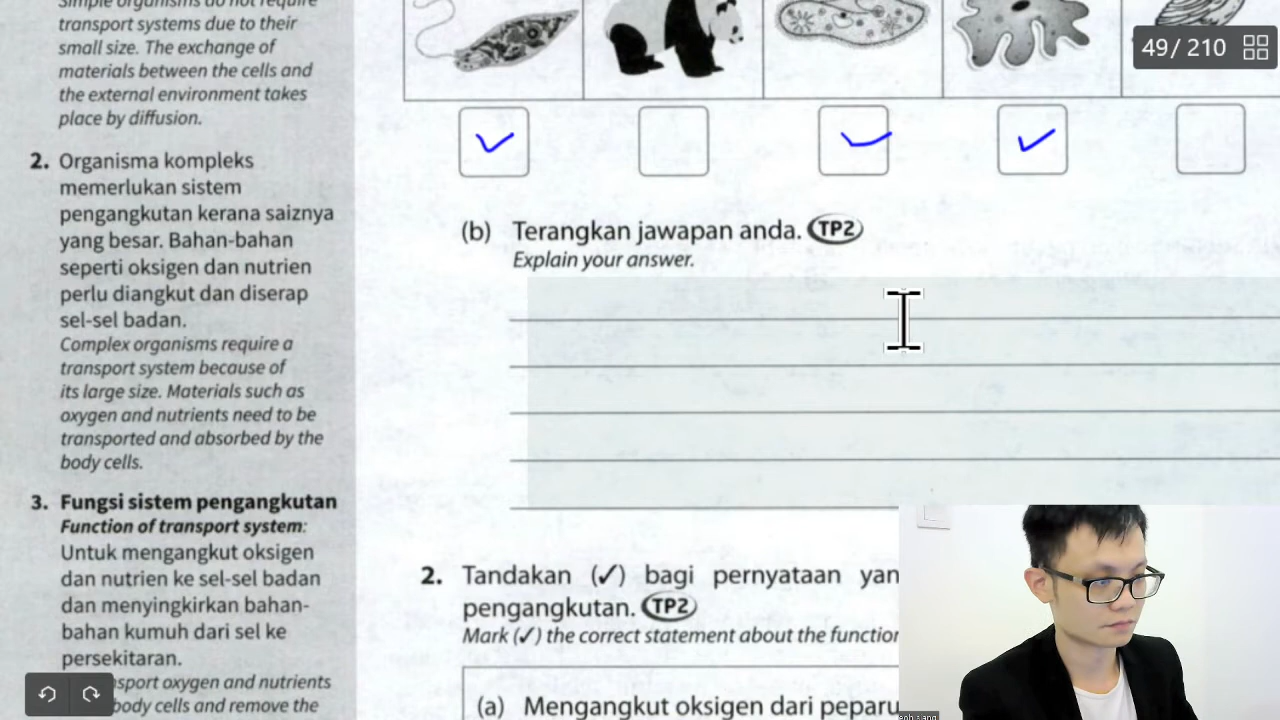 Simple organisms do not require
transport systems due to their
small size. The exchange of
materials between the cells and
the external environment takes
place by diffusion.
2. Organisma kompleks
memerlukan sistem
pengangkutan kerana saiznya
yang besar. Bahan-bahan
seperti oksigen dan nutrien
perlu diangkut dan diserap
sel-sel badan.
Complex organisms require a
transport system because of
its large size. Materials such as
oxygen and nutrients need to be
transported and absorbed by the
body cells.
3. Fungsi sistem pengangkutan
Function of transport system:
Untuk mengangkut oksigen
dan nutrien ke sel-sel badan
dan menyingkirkan bahan-
bahan kumuh dari sel ke
persekitaran.
sport oxygen and nutrients
body cells and remove the
49/ 210
(b) Terangkan jawapan anda. TP2
Explain your answer.
2. Tandakan (✓) bagi pernyataan yan
pengangkutan. TP2
Mark (✓) the correct statement about the function
(a) Mengangkut oksigen dari peparu